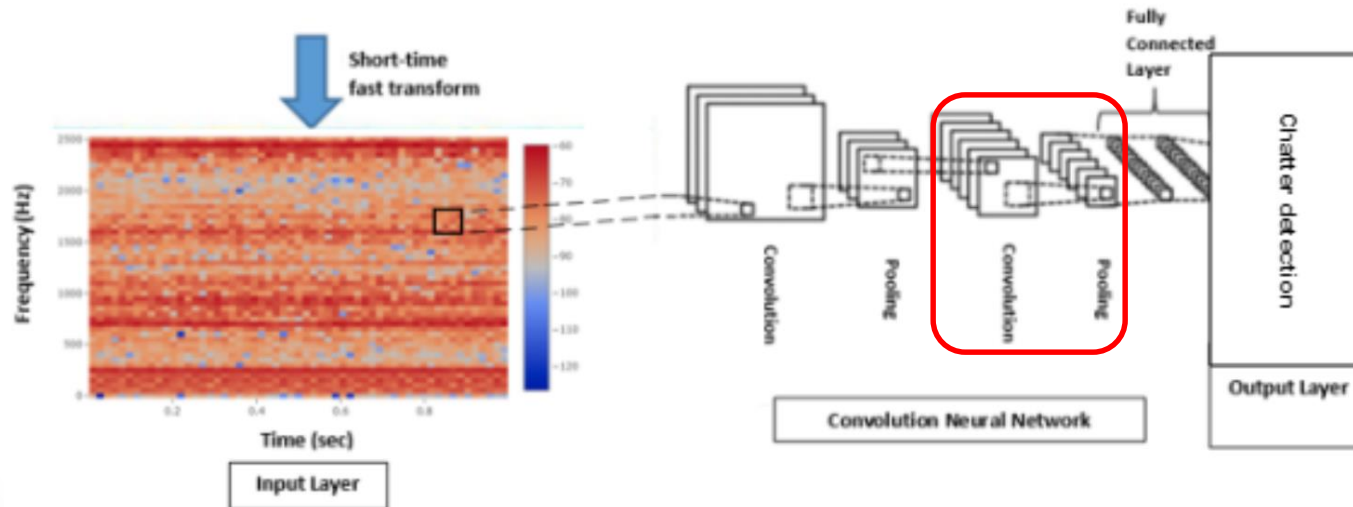 Short-time
fast transform
Frequency (Hz)
2500
2000
1500
1000
500
0
0.2
0.4
0.6
0.8
Time (sec)
-60
-70
-80
-90
-100
-110
-120
Input Layer
Convolution
Pooling
Convolution
Pooling
Fully
Connected
Layer
Convolution Neural Network
Chatter detection
Output Layer